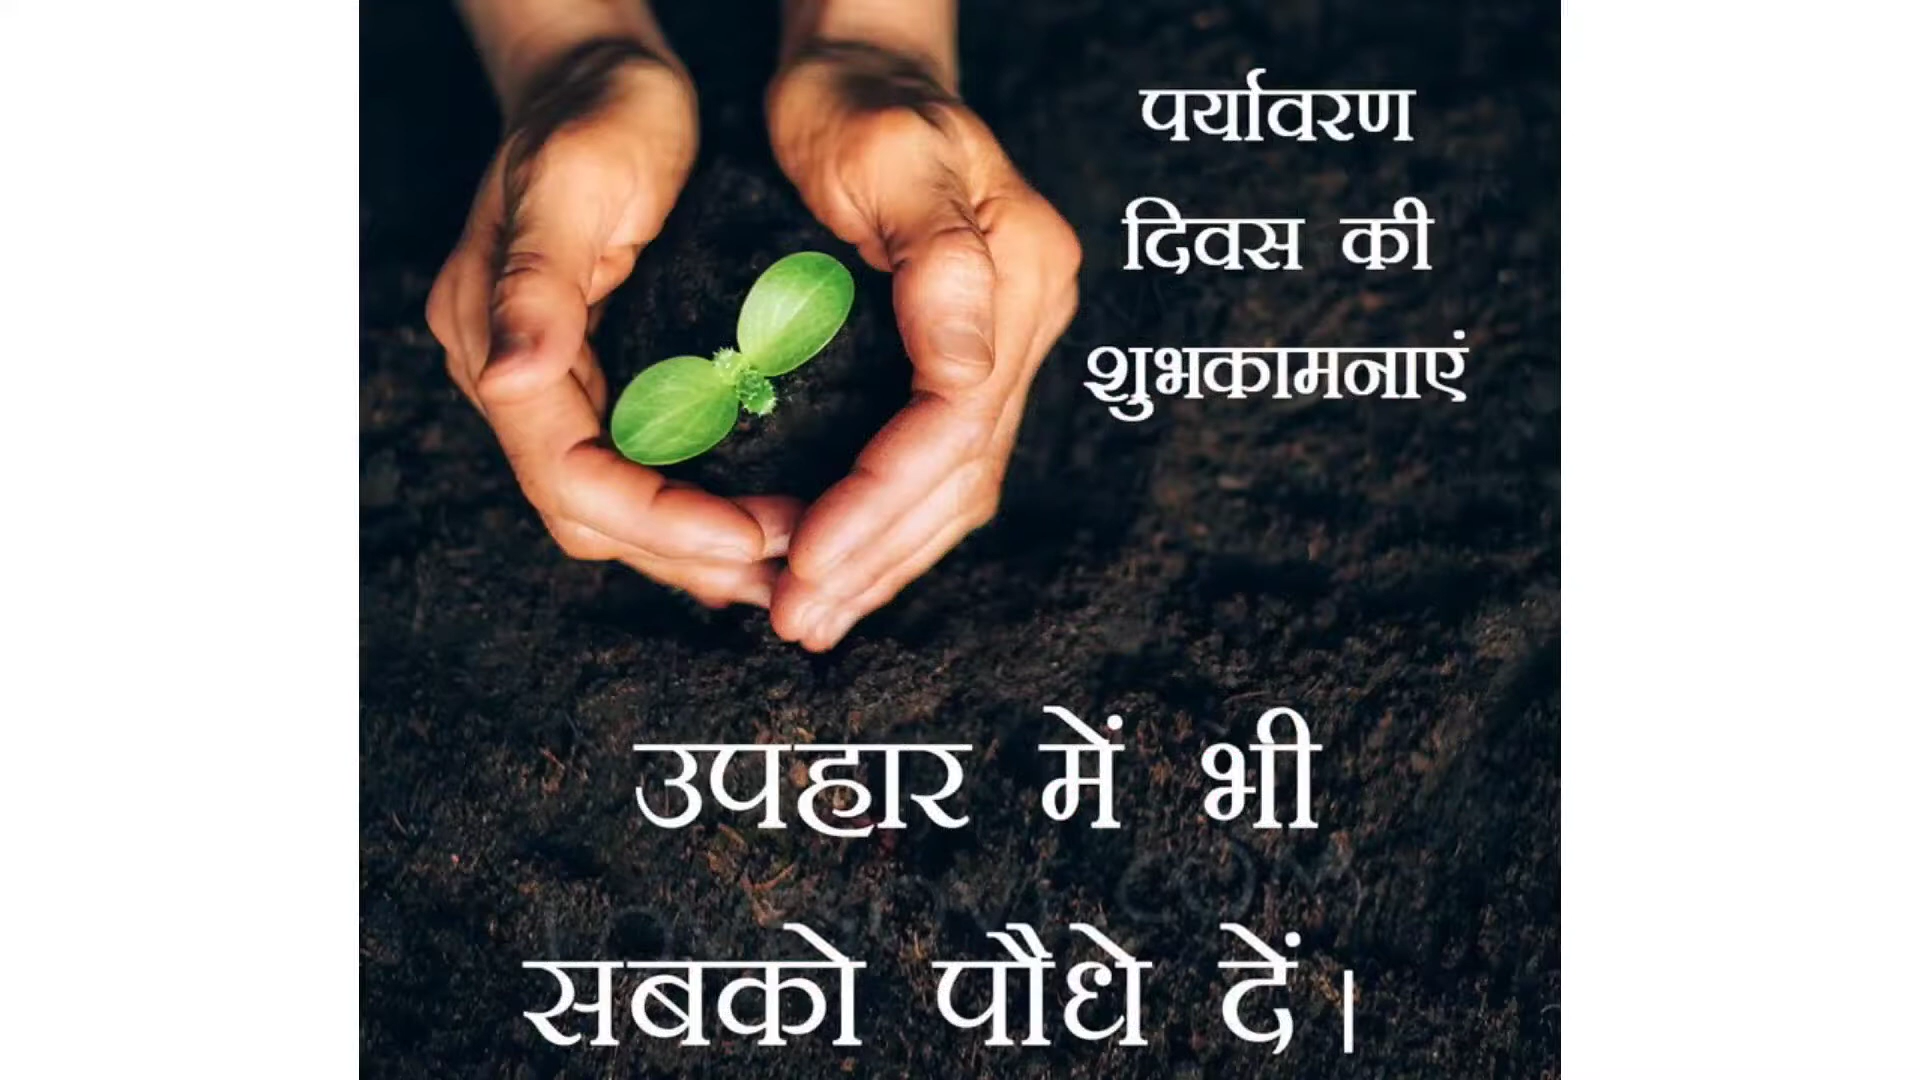 पर्यावरण
दिवस की
शुभकामनाएं
उपहार में भी
सबको पौधे दें।